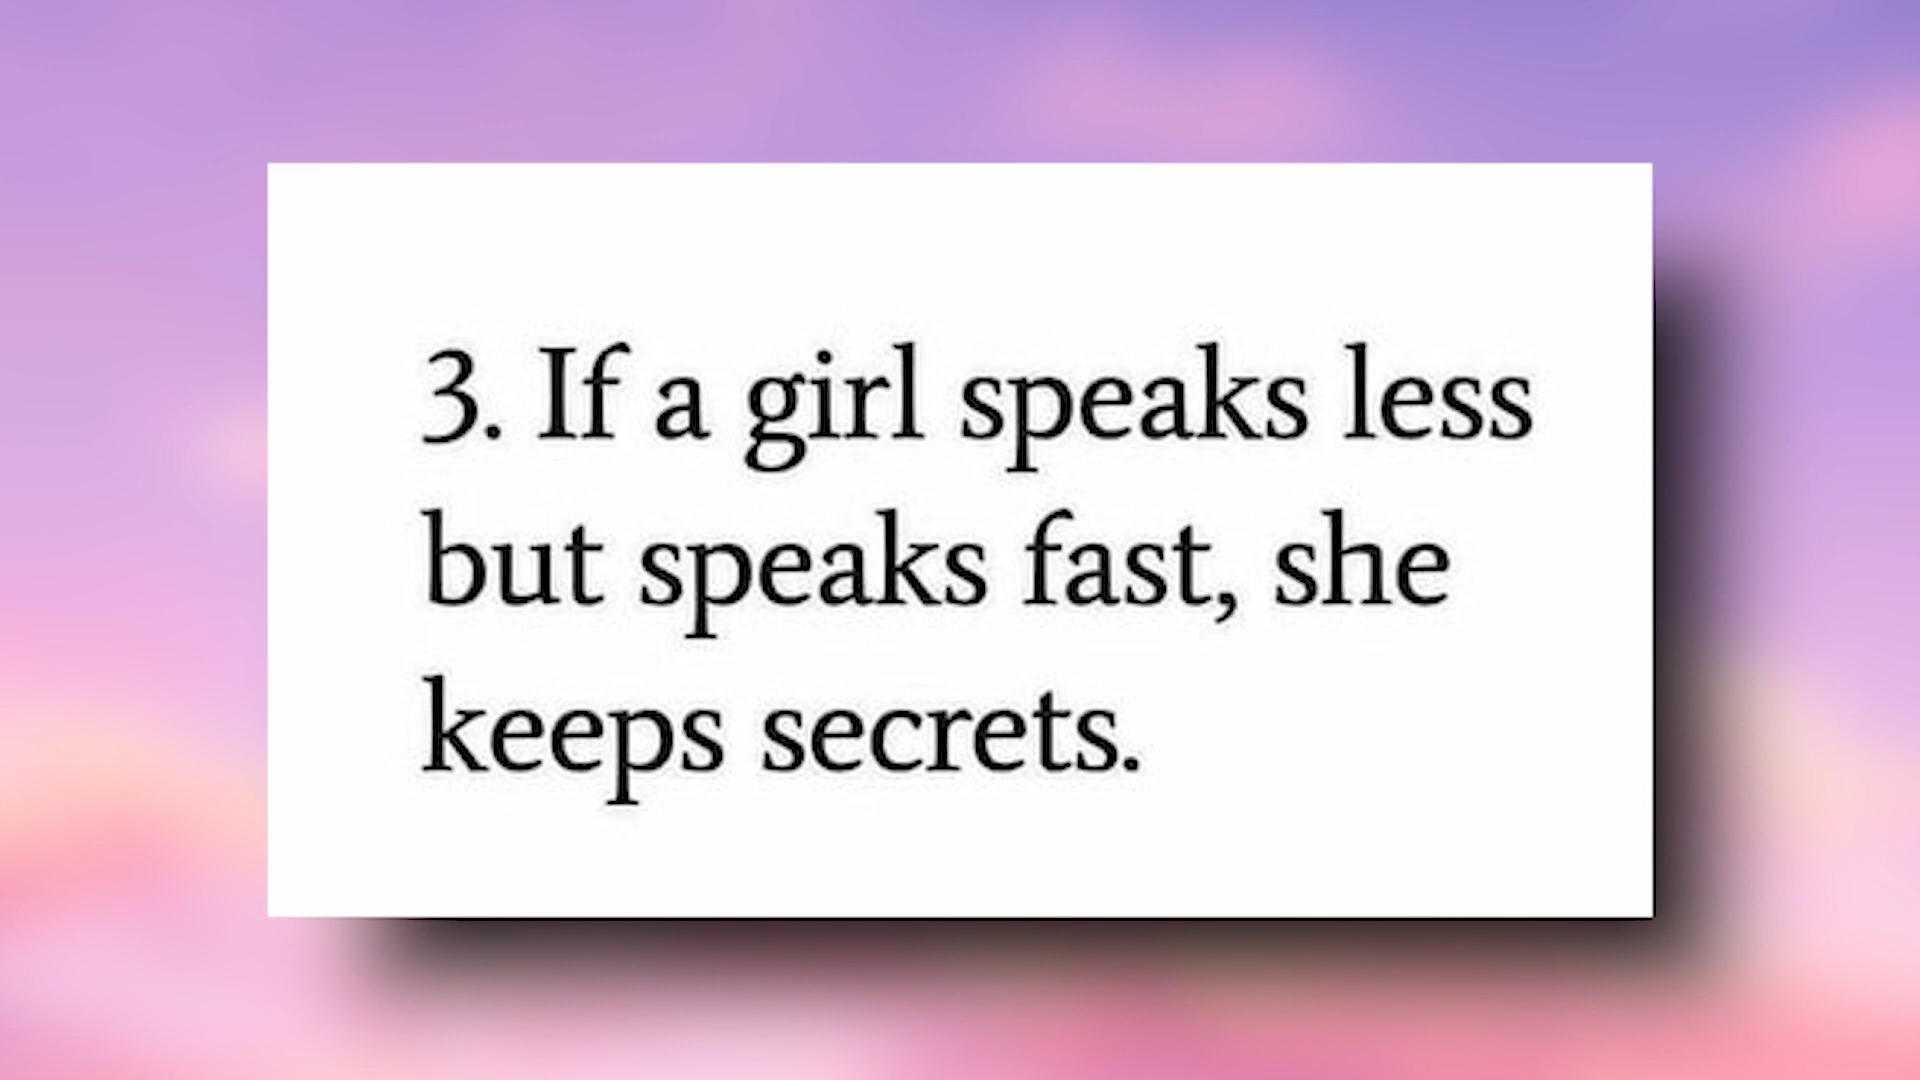 3. If a girl speaks less
but speaks fast, she
keeps secrets.